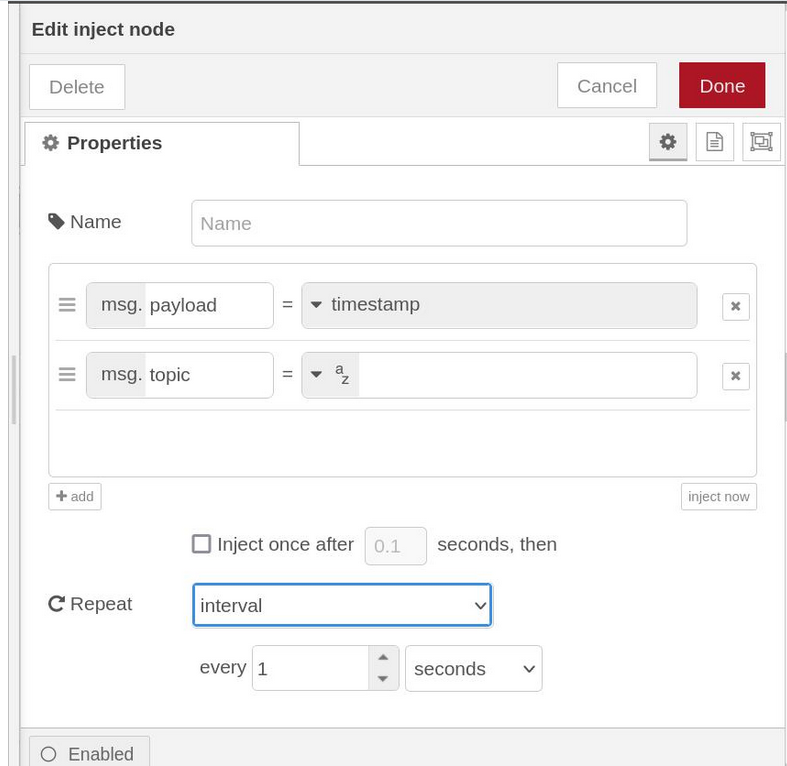 Edit inject node
Delete Cancel Done
Properties
Name Name
msg. payload = timestamp
msg. topic = az
add inject now
Inject once after 0.1 seconds, then
Repeat interval
every 1 seconds
Enabled